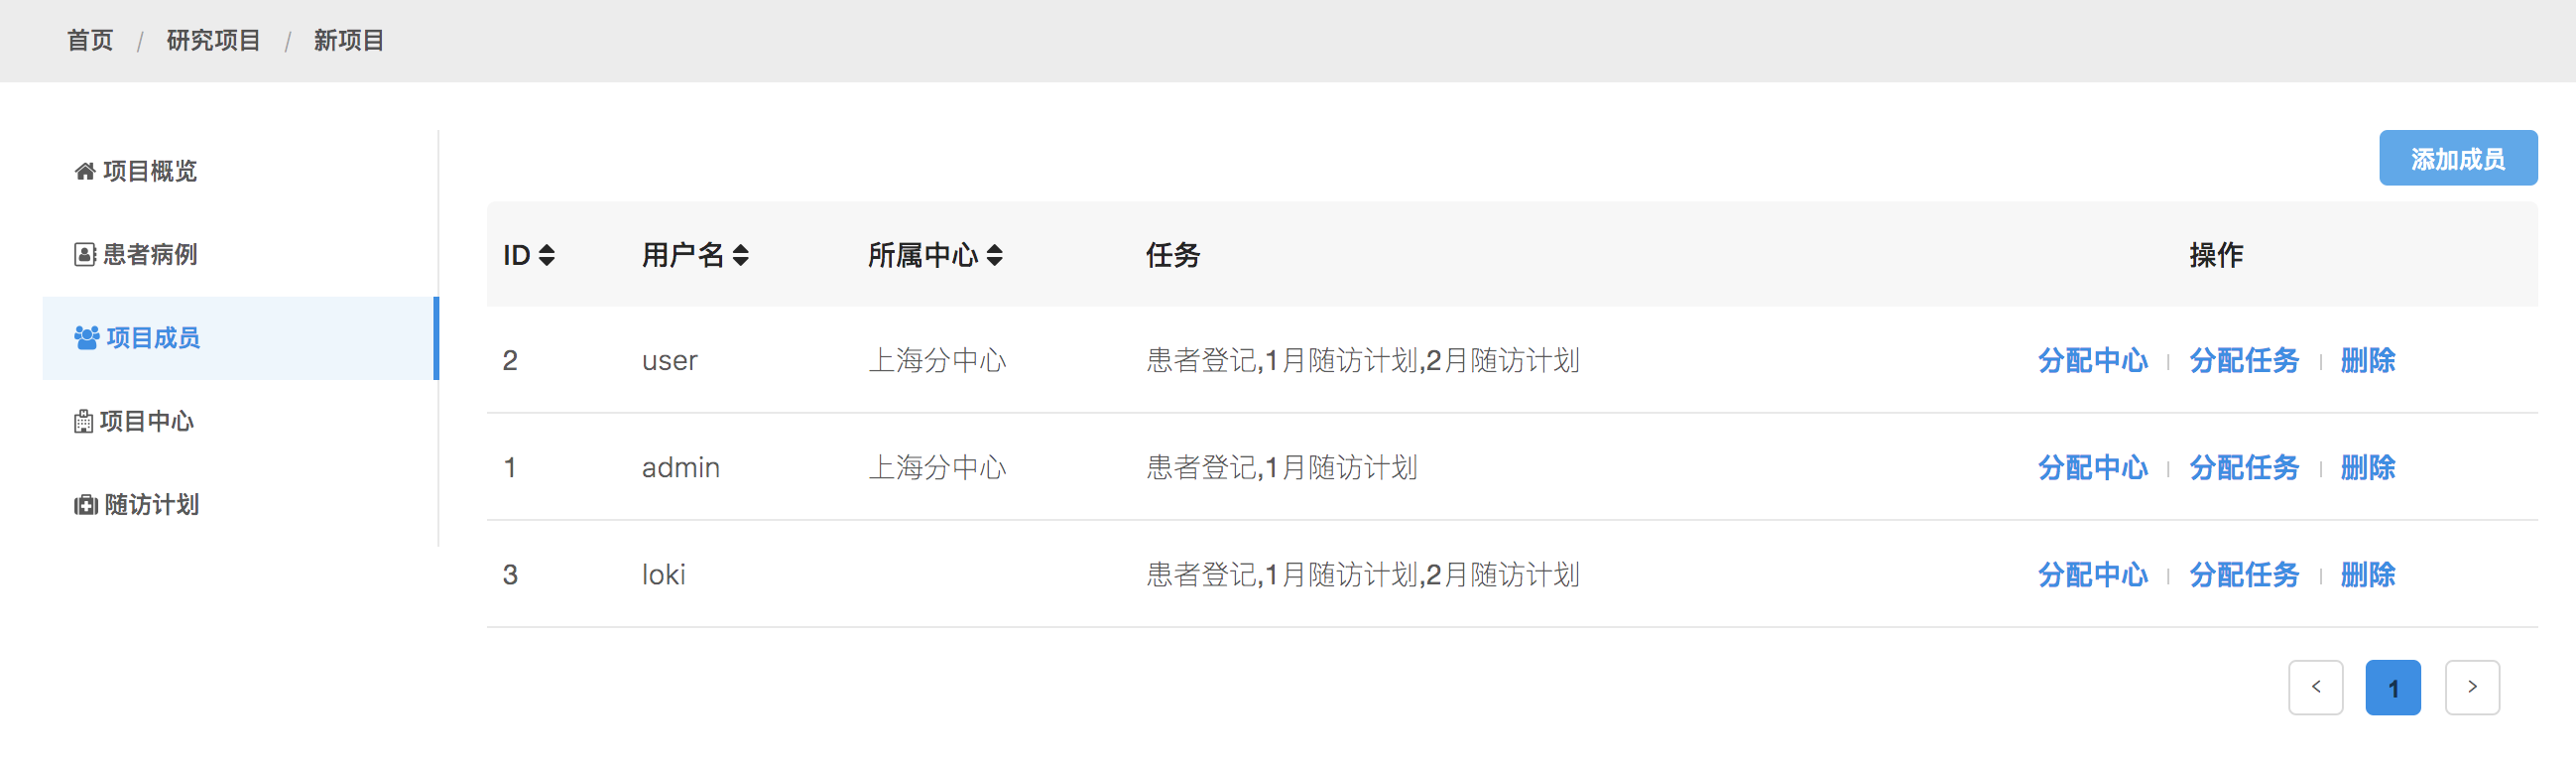 首页 / 研究项目 / 新项目
项目概览
患者病例
项目成员
项目中心
随访计划
添加成员
ID 用户名 所属中心 任务 操作
2 user 上海分中心 患者登记,1月随访计划,2月随访计划 分配中心 分配任务 删除
1 admin 上海分中心 患者登记,1月随访计划 分配中心 分配任务 删除
3 loki 患者登记,1月随访计划,2月随访计划 分配中心 分配任务 删除
< 1 >